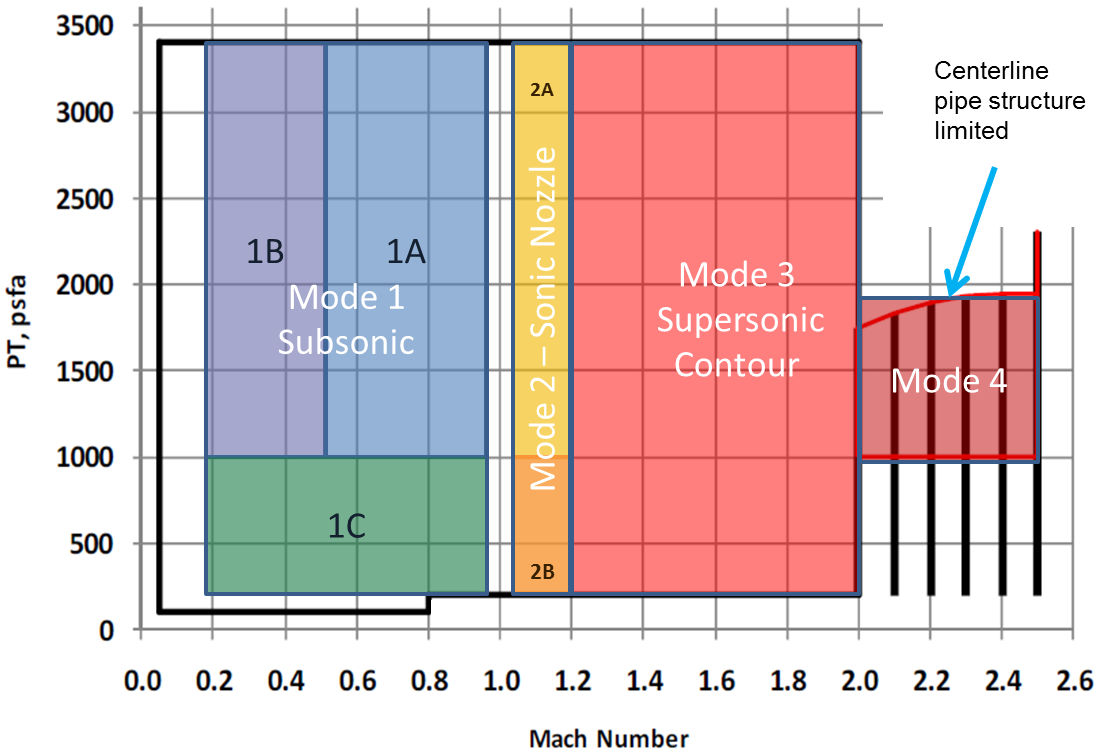 3500
3000
2500
2000
1500
1000
500
0
PT, psfa
0.0 0.2 0.4 0.6 0.8 1.0 1.2 1.4 1.6 1.8 2.0 2.2 2.4 2.6
Mach Number
1B
1A
Mode 1
Subsonic
1C
2A
Mode 2 – Sonic Nozzle
2B
Mode 3
Supersonic
Contour
Mode 4
Centerline
pipe structure
limited